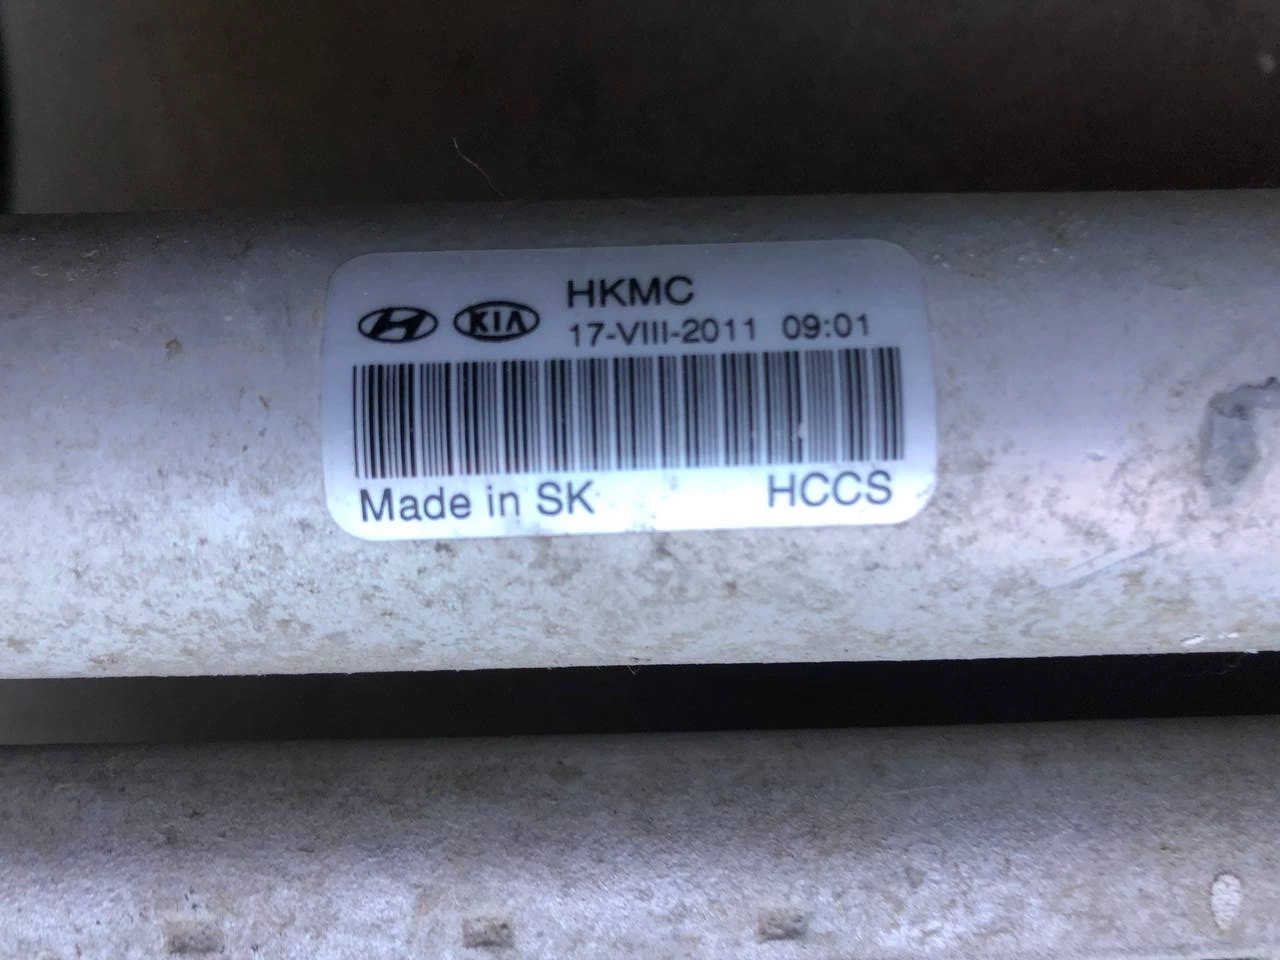 HKMC
KIA
17-VIII-2011 09:01
Made in SK HCCS